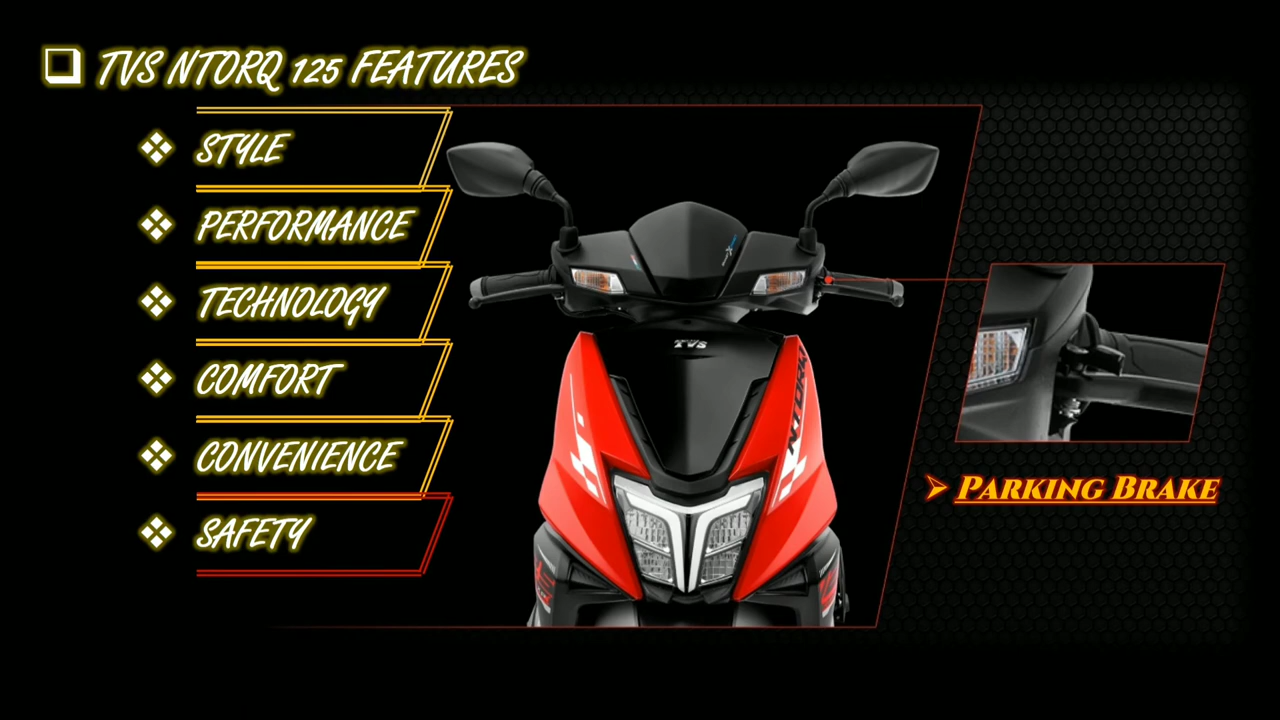 TVS NTORQ 125 FEATURES
STYLE
PERFORMANCE
TECHNOLOGY
COMFORT
CONVENIENCE
SAFETY
TVS
NTORQ
PARKING BRAKE